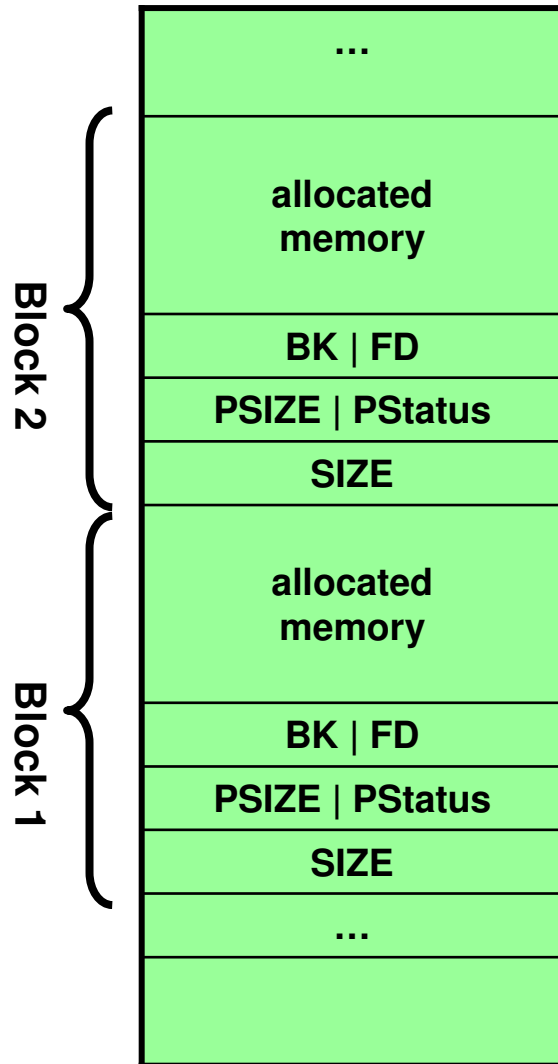 ...
allocated
memory
BK | FD
PSIZE | PStatus
SIZE
Block 2
allocated
memory
BK | FD
PSIZE | PStatus
SIZE
Block 1
...